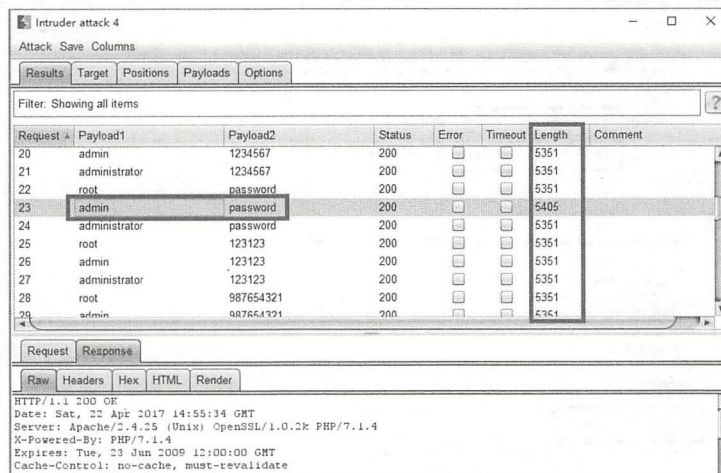 Intruder attack 4
Attack Save Columns
Results Target Positions Payloads Options
Filter: Showing all items ?
Request Payload1 Payload2 Status Error Timeout Length Comment
20 admin 1234567 200 5351
21 administrator 1234567 200 5351
22 root password 200 5351
23 admin password 200 5405
24 administrator password 200 5351
25 root 123123 200 5351
26 admin 123123 200 5351
27 administrator 123123 200 5351
28 root 987654321 200 5351
29 admin 987654321 200 5351
Request Response
Raw Headers Hex HTML Render
HTTP/1.1 200 OK
Date: Sat, 22 Apr 2017 14:55:34 GMT
Server: Apache/2.4.25 (Unix) OpenSSL/1.0.2k PHP/7.1.4
X-Powered-By: PHP/7.1.4
Expires: Tue, 23 Jun 2009 12:00:00 GMT
Cache-Control: no-cache, must-revalidate